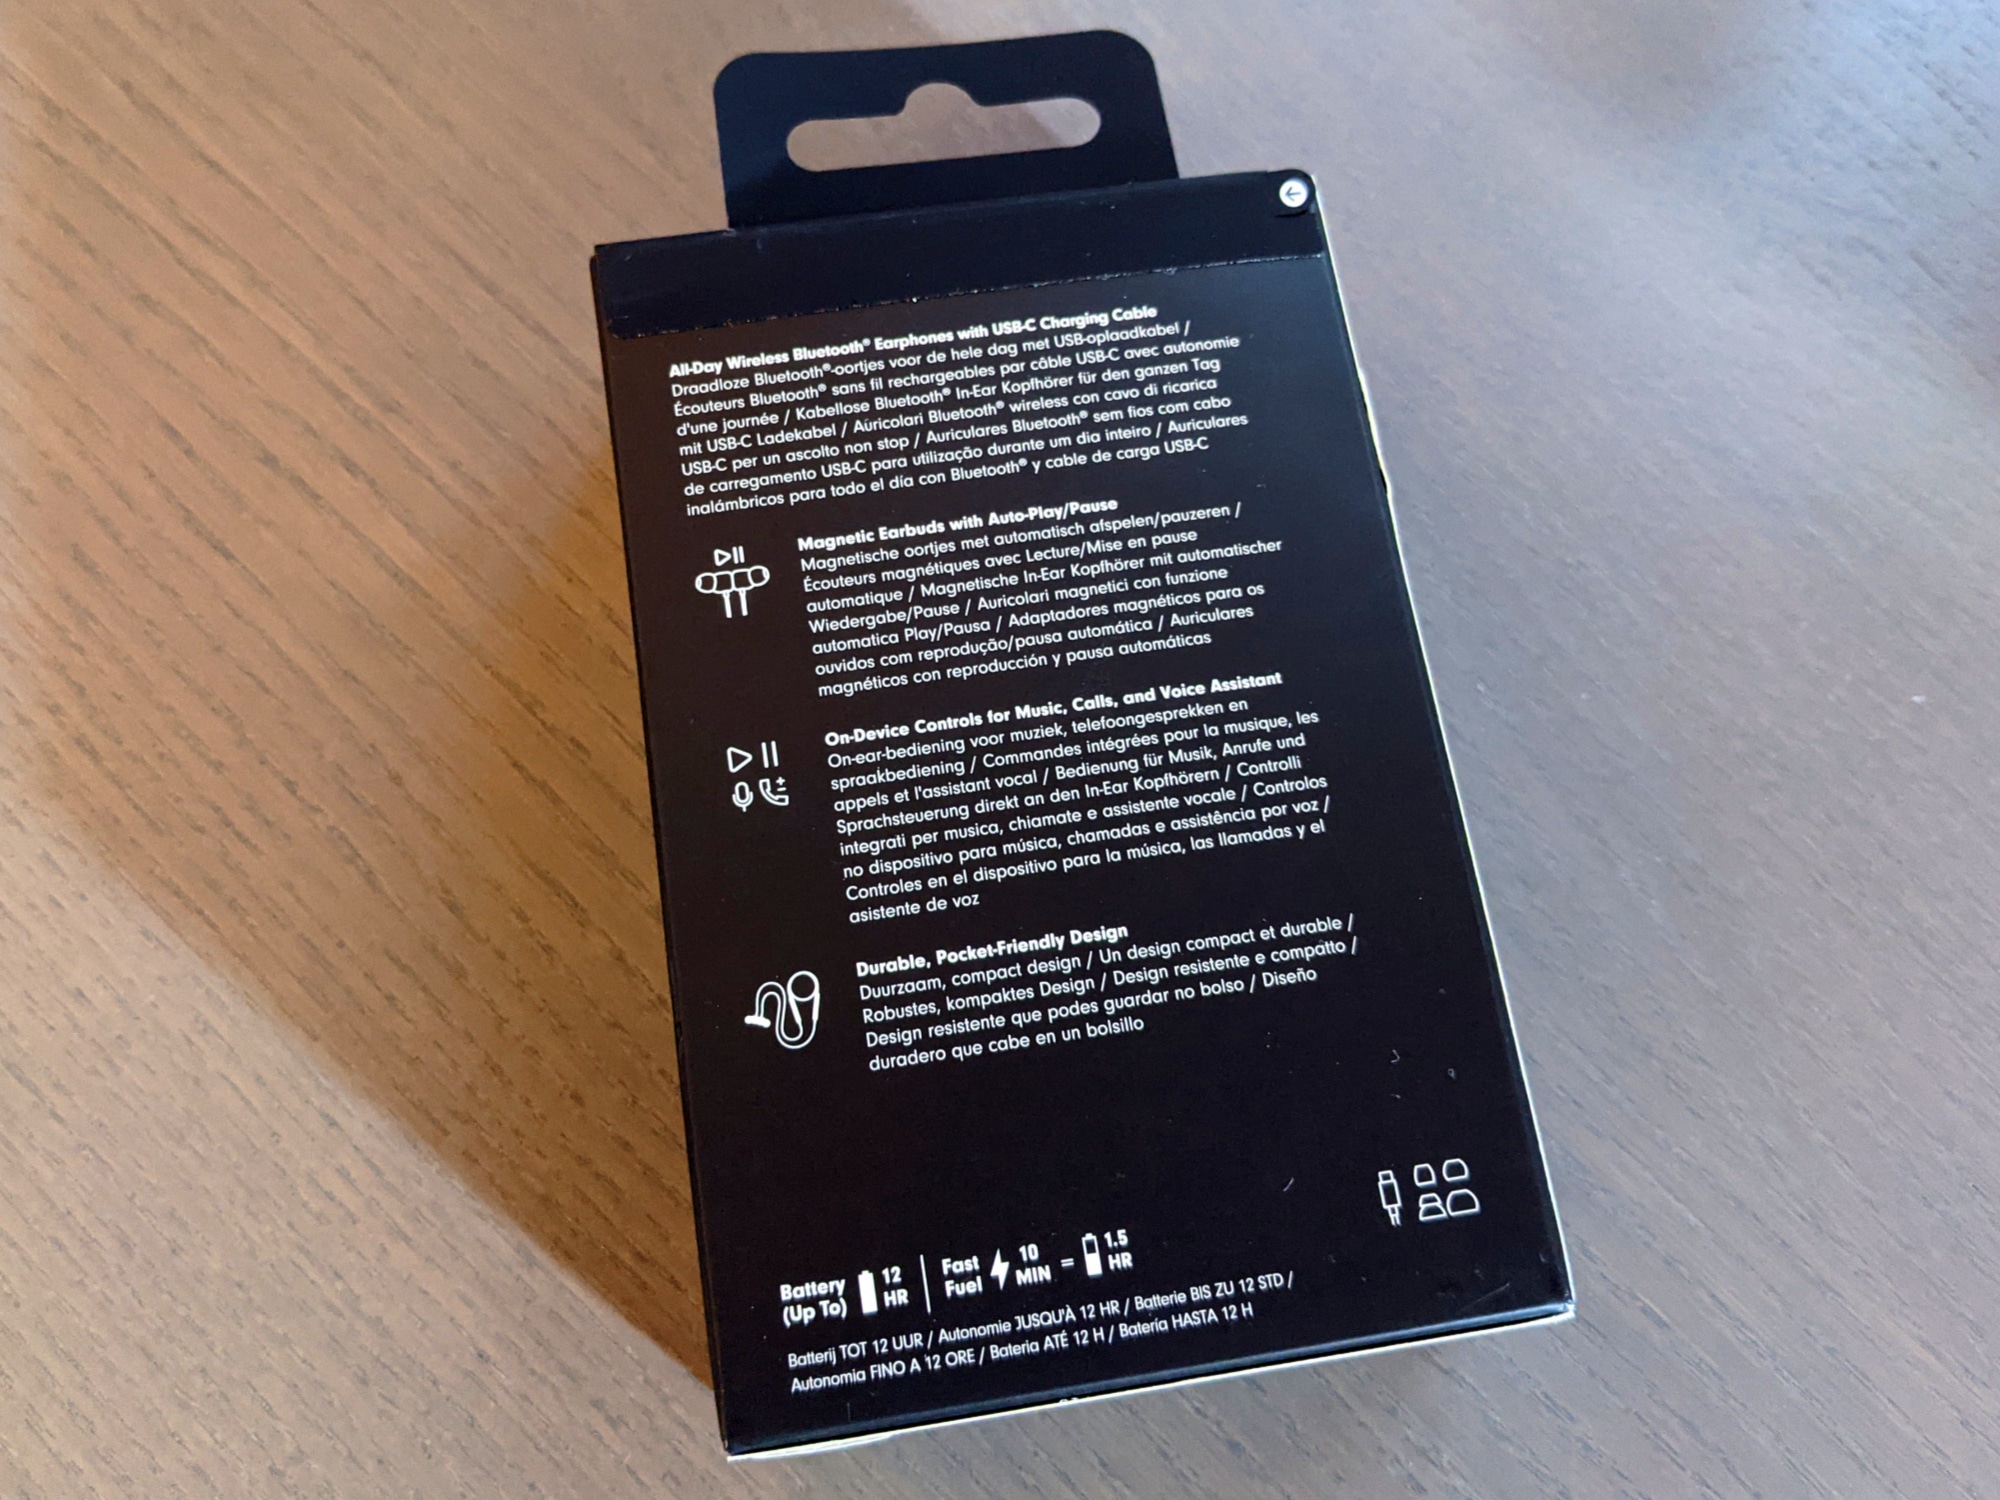 All-Day Wireless Bluetooth® Earphones with USB-C Charging Cable
Draadloze Bluetooth®-oortjes voor de hele dag met USB-oplaadkabel /
Écouteurs Bluetooth® sans fil rechargeables par câble USB-C avec autonomie
d'une journée / Kabellose Bluetooth® In-Ear Kopfhörer für den ganzen Tag
mit USB-C Ladekabel / Auricolari Bluetooth® wireless con cavo di ricarica
USB-C per un ascolto non stop / Auriculares Bluetooth® sem fios com cabo
de carregamento USB-C para utilização durante um dia inteiro / Auriculares
inalámbricos para todo el día con Bluetooth® y cable de carga USB-C
Magnetic Earbuds with Auto-Play/Pause
Magnetische oortjes met automatisch afspelen/pauzeren /
Écouteurs magnétiques avec Lecture/Mise en pause
automatique / Magnetische In-Ear Kopfhörer mit automatischer
Wiedergabe/Pause / Auricolari magnetici con funzione
automatica Play/Pausa / Adaptadores magnéticos para os
ouvidos com reprodução/pausa automática / Auriculares
magnéticos con reproducción y pausa automáticas
On-Device Controls for Music, Calls, and Voice Assistant
On-ear-bediening voor muziek, telefoongesprekken en
spraakbediening / Commandes intégrées pour la musique, les
appels et l'assistant vocal / Bedienung für Musik, Anrufe und
Sprachsteuerung direkt an den In-Ear Kopfhörern / Controlli
integrati per musica, chiamate e assistente vocale / Controlos
no dispositivo para música, chamadas e assistência por voz /
Controles en el dispositivo para la música, las llamadas y el
asistente de voz
Durable, Pocket-Friendly Design
Duurzaam, compact design / Un design compact et durable /
Robustes, kompaktes Design / Design resistente e compatto /
Design resistente que podes guardar no bolso / Diseño
duradero que cabe en un bolsillo
Battery (Up To) 12 HR | Fast Fuel 10 MIN = 1.5 HR
Batterij TOT 12 UUR / Autonomie JUSQU'À 12 HR / Batterie BIS ZU 12 STD /
Autonomia FINO A 12 ORE / Bateria ATÉ 12 H / Batería HASTA 12 H